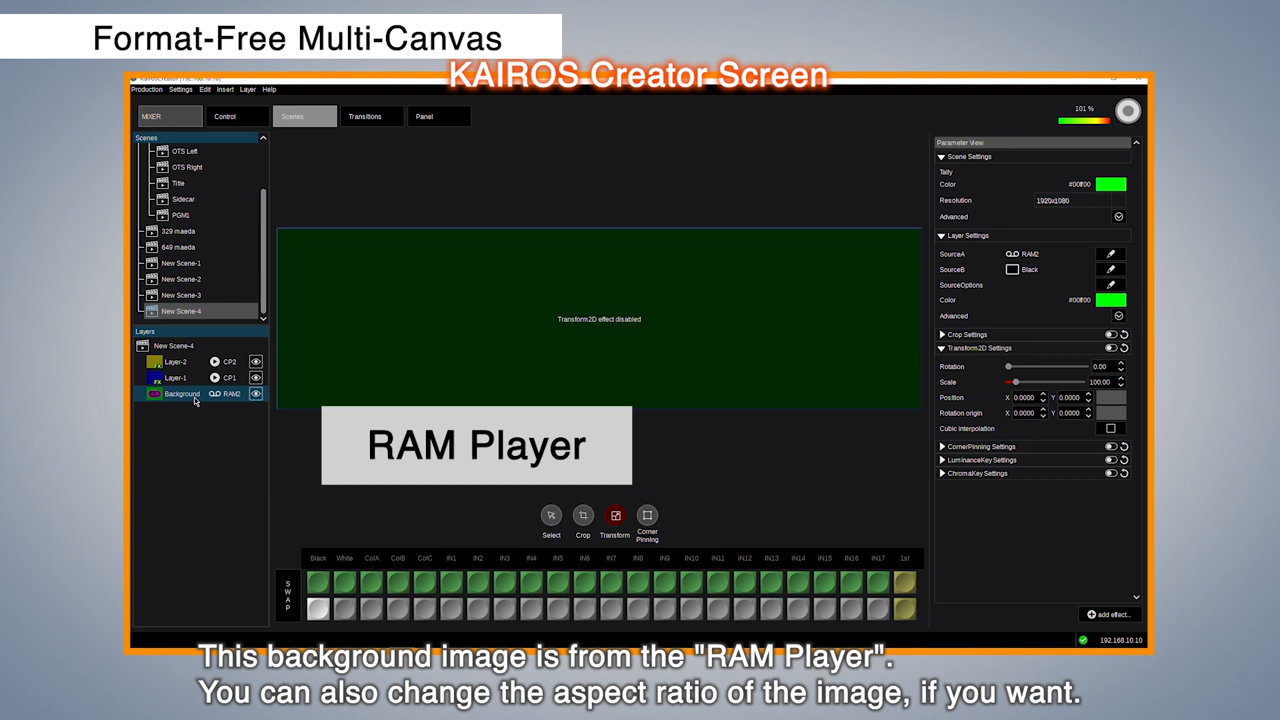 Format-Free Multi-Canvas
KAIROS Creator Screen
Production Settings Edit Insert Layer Help
MIXER Control Scenes Transitions Panel
101 %
Scenes
OTS Left
OTS Right
Title
Sidecar
PGM1
329 maeda
649 maeda
New Scene-1
New Scene-2
New Scene-3
New Scene-4
Layers
New Scene-4
Layer-2 CP2
FX
Layer-1 CP1
FX
Background RAM2
Transform2D effect disabled
RAM Player
Select Crop Transform Corner
Pinning
Black White ColA ColB ColC IN1 IN2 IN3 IN4 IN5 IN6 IN7 IN8 IN9 IN10 IN11 IN12 IN13 IN14 IN15 IN16 IN17 1st
SWAP
Parameter View
Scene Settings
Tally
Color #00ff00
Resolution 1920x1080
Advanced
Layer Settings
SourceA RAM2
SourceB Black
SourceOptions
Color #00ff00
Advanced
Crop Settings
Transform2D Settings
Rotation 0.00
Scale 100.00
Position X 0.0000 Y 0.0000
Rotation origin X 0.0000 Y 0.0000
Cubic interpolation
CornerPinning Settings
LuminanceKey Settings
ChromaKey Settings
add effect...
192.168.10.10
This background image is from the "RAM Player".
You can also change the aspect ratio of the image, if you want.